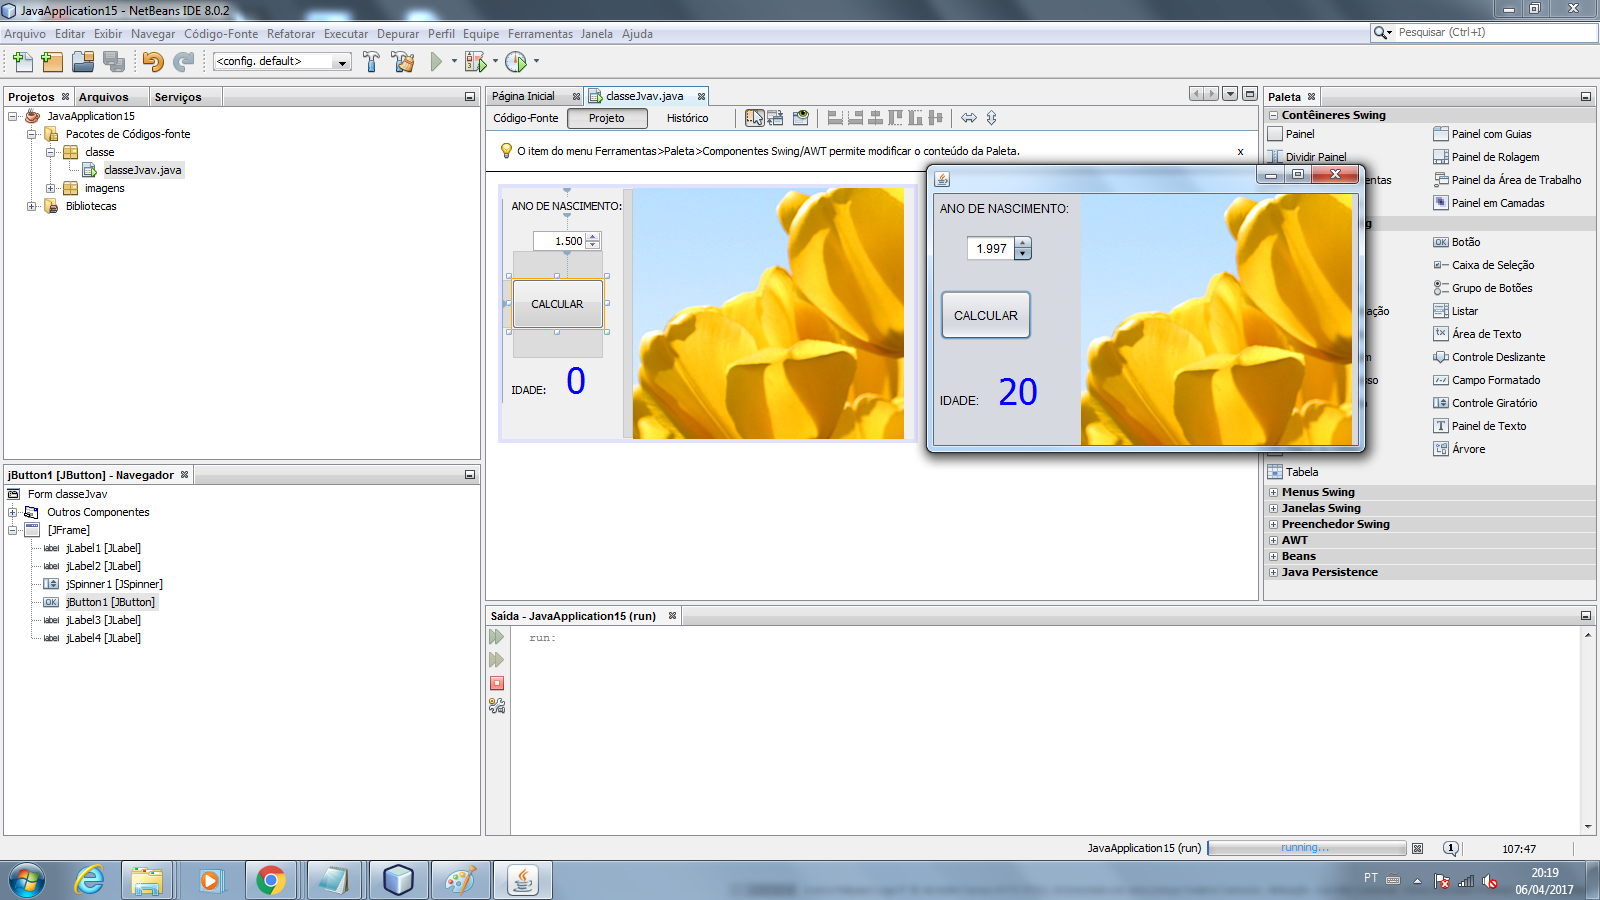 JavaApplication15 - NetBeans IDE 8.0.2
Arquivo Editar Exibir Navegar Código-Fonte Refatorar Executar Depurar Perfil Equipe Ferramentas Janela Ajuda
Pesquisar (Ctrl+I)
<config. default>
Projetos Arquivos Serviços
JavaApplication15
Pacotes de Códigos-fonte
classe
classeJvav.java
imagens
Bibliotecas
jButton1 [JButton] - Navegador
Form classeJvav
Outros Componentes
[JFrame]
jLabel1 [JLabel]
jLabel2 [JLabel]
jSpinner1 [JSpinner]
jButton1 [JButton]
jLabel3 [JLabel]
jLabel4 [JLabel]
Página Inicial classeJvav.java
Código-Fonte Projeto Histórico
O item do menu Ferramentas>Paleta>Componentes Swing/AWT permite modificar o conteúdo da Paleta. x
ANO DE NASCIMENTO:
1.500
CALCULAR
IDADE: 0
ANO DE NASCIMENTO:
1.997
CALCULAR
IDADE: 20
Paleta
Contêineres Swing
Painel Painel com Guias
Dividir Painel Painel de Rolagem
Painel da Área de Trabalho
Painel em Camadas
Botão
Caixa de Seleção
Grupo de Botões
Listar
Área de Texto
Controle Deslizante
Campo Formatado
Controle Giratório
Painel de Texto
Árvore
Tabela
Menus Swing
Janelas Swing
Preenchedor Swing
AWT
Beans
Java Persistence
Saída - JavaApplication15 (run)
run:
JavaApplication15 (run) running... 1 107:47
PT 20:19
06/04/2017